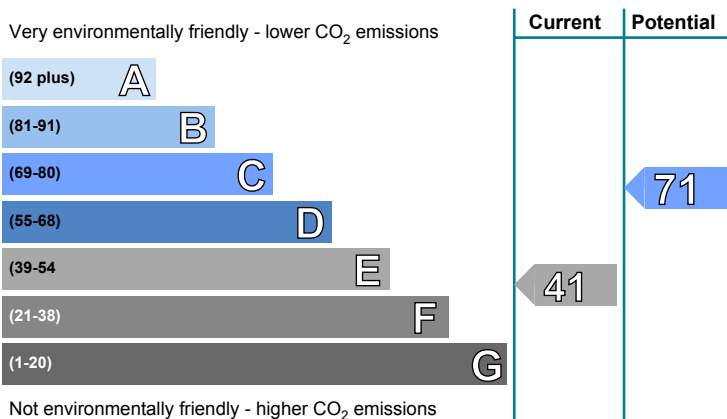 Very environmentally friendly - lower CO2 emissions
Current
Potential
(92 plus) A
(81-91) B
(69-80) C
71
(55-68) D
(39-54 E
41
(21-38) F
(1-20) G
Not environmentally friendly - higher CO2 emissions